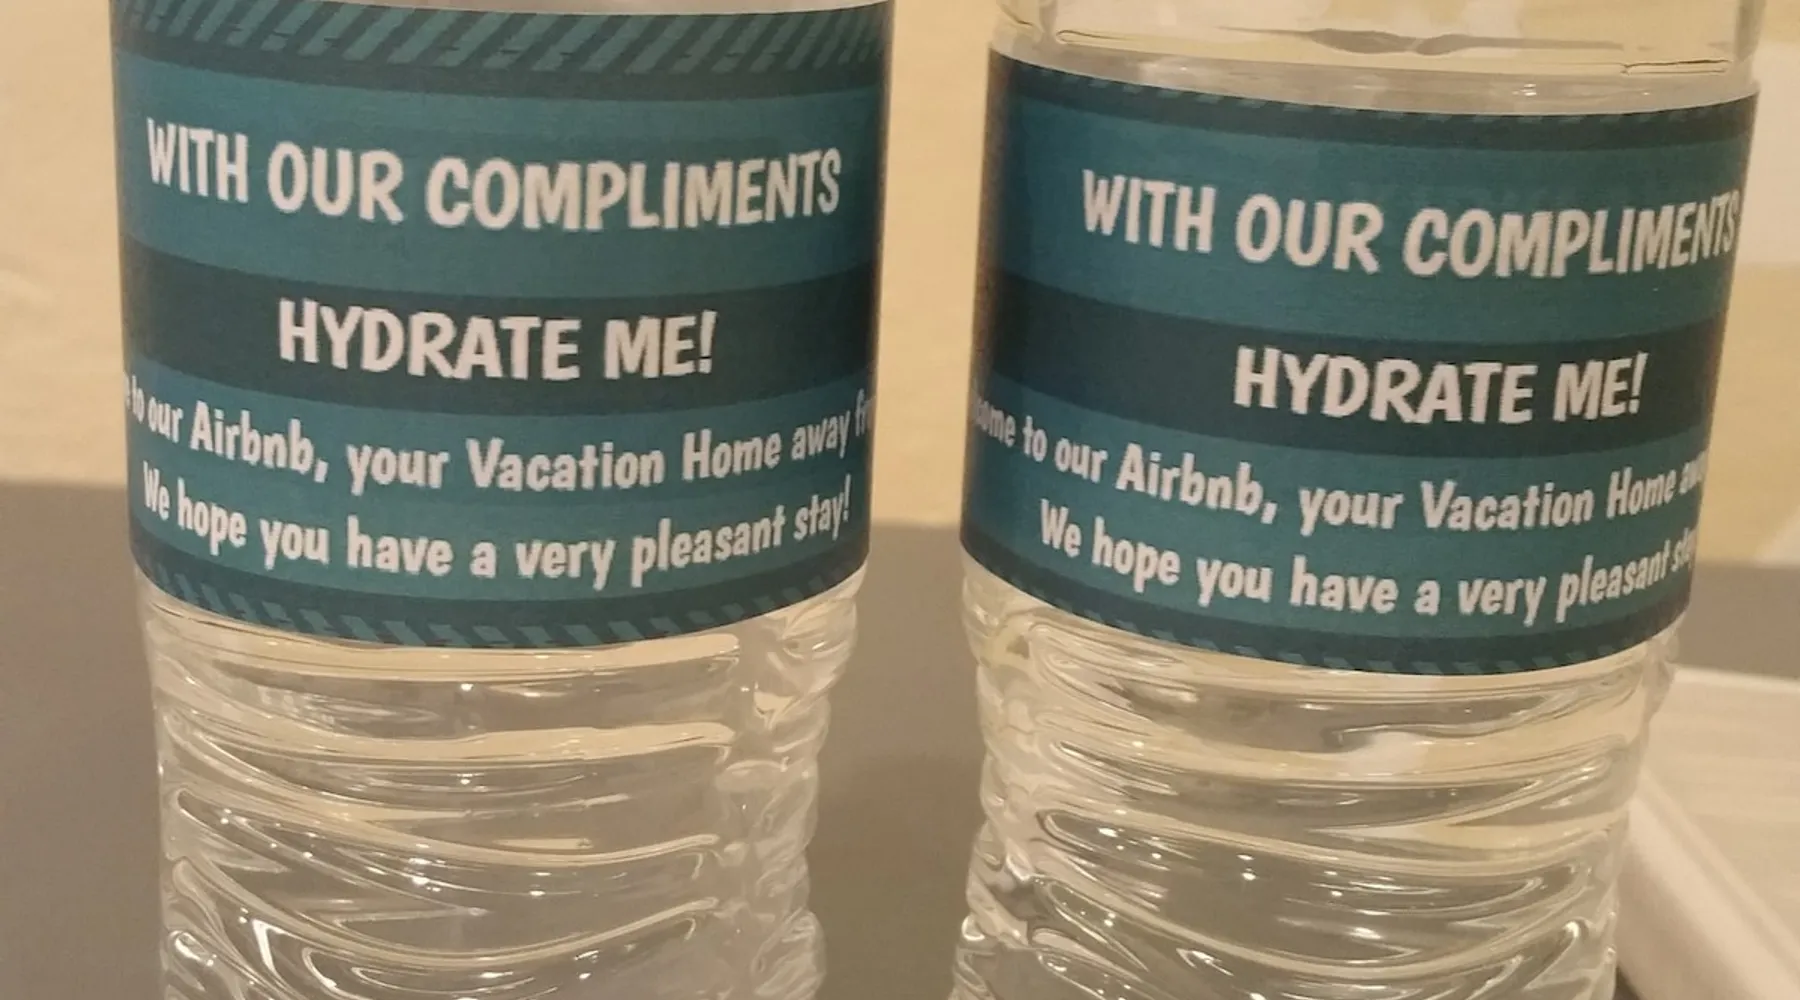 WITH OUR COMPLIMENTS
HYDRATE ME!
to our Airbnb, your Vacation Home away
We hope you have a very pleasant stay!
WITH OUR COMPLIMENTS
HYDRATE ME!
to our Airbnb, your Vacation Home
We hope you have a very pleasant